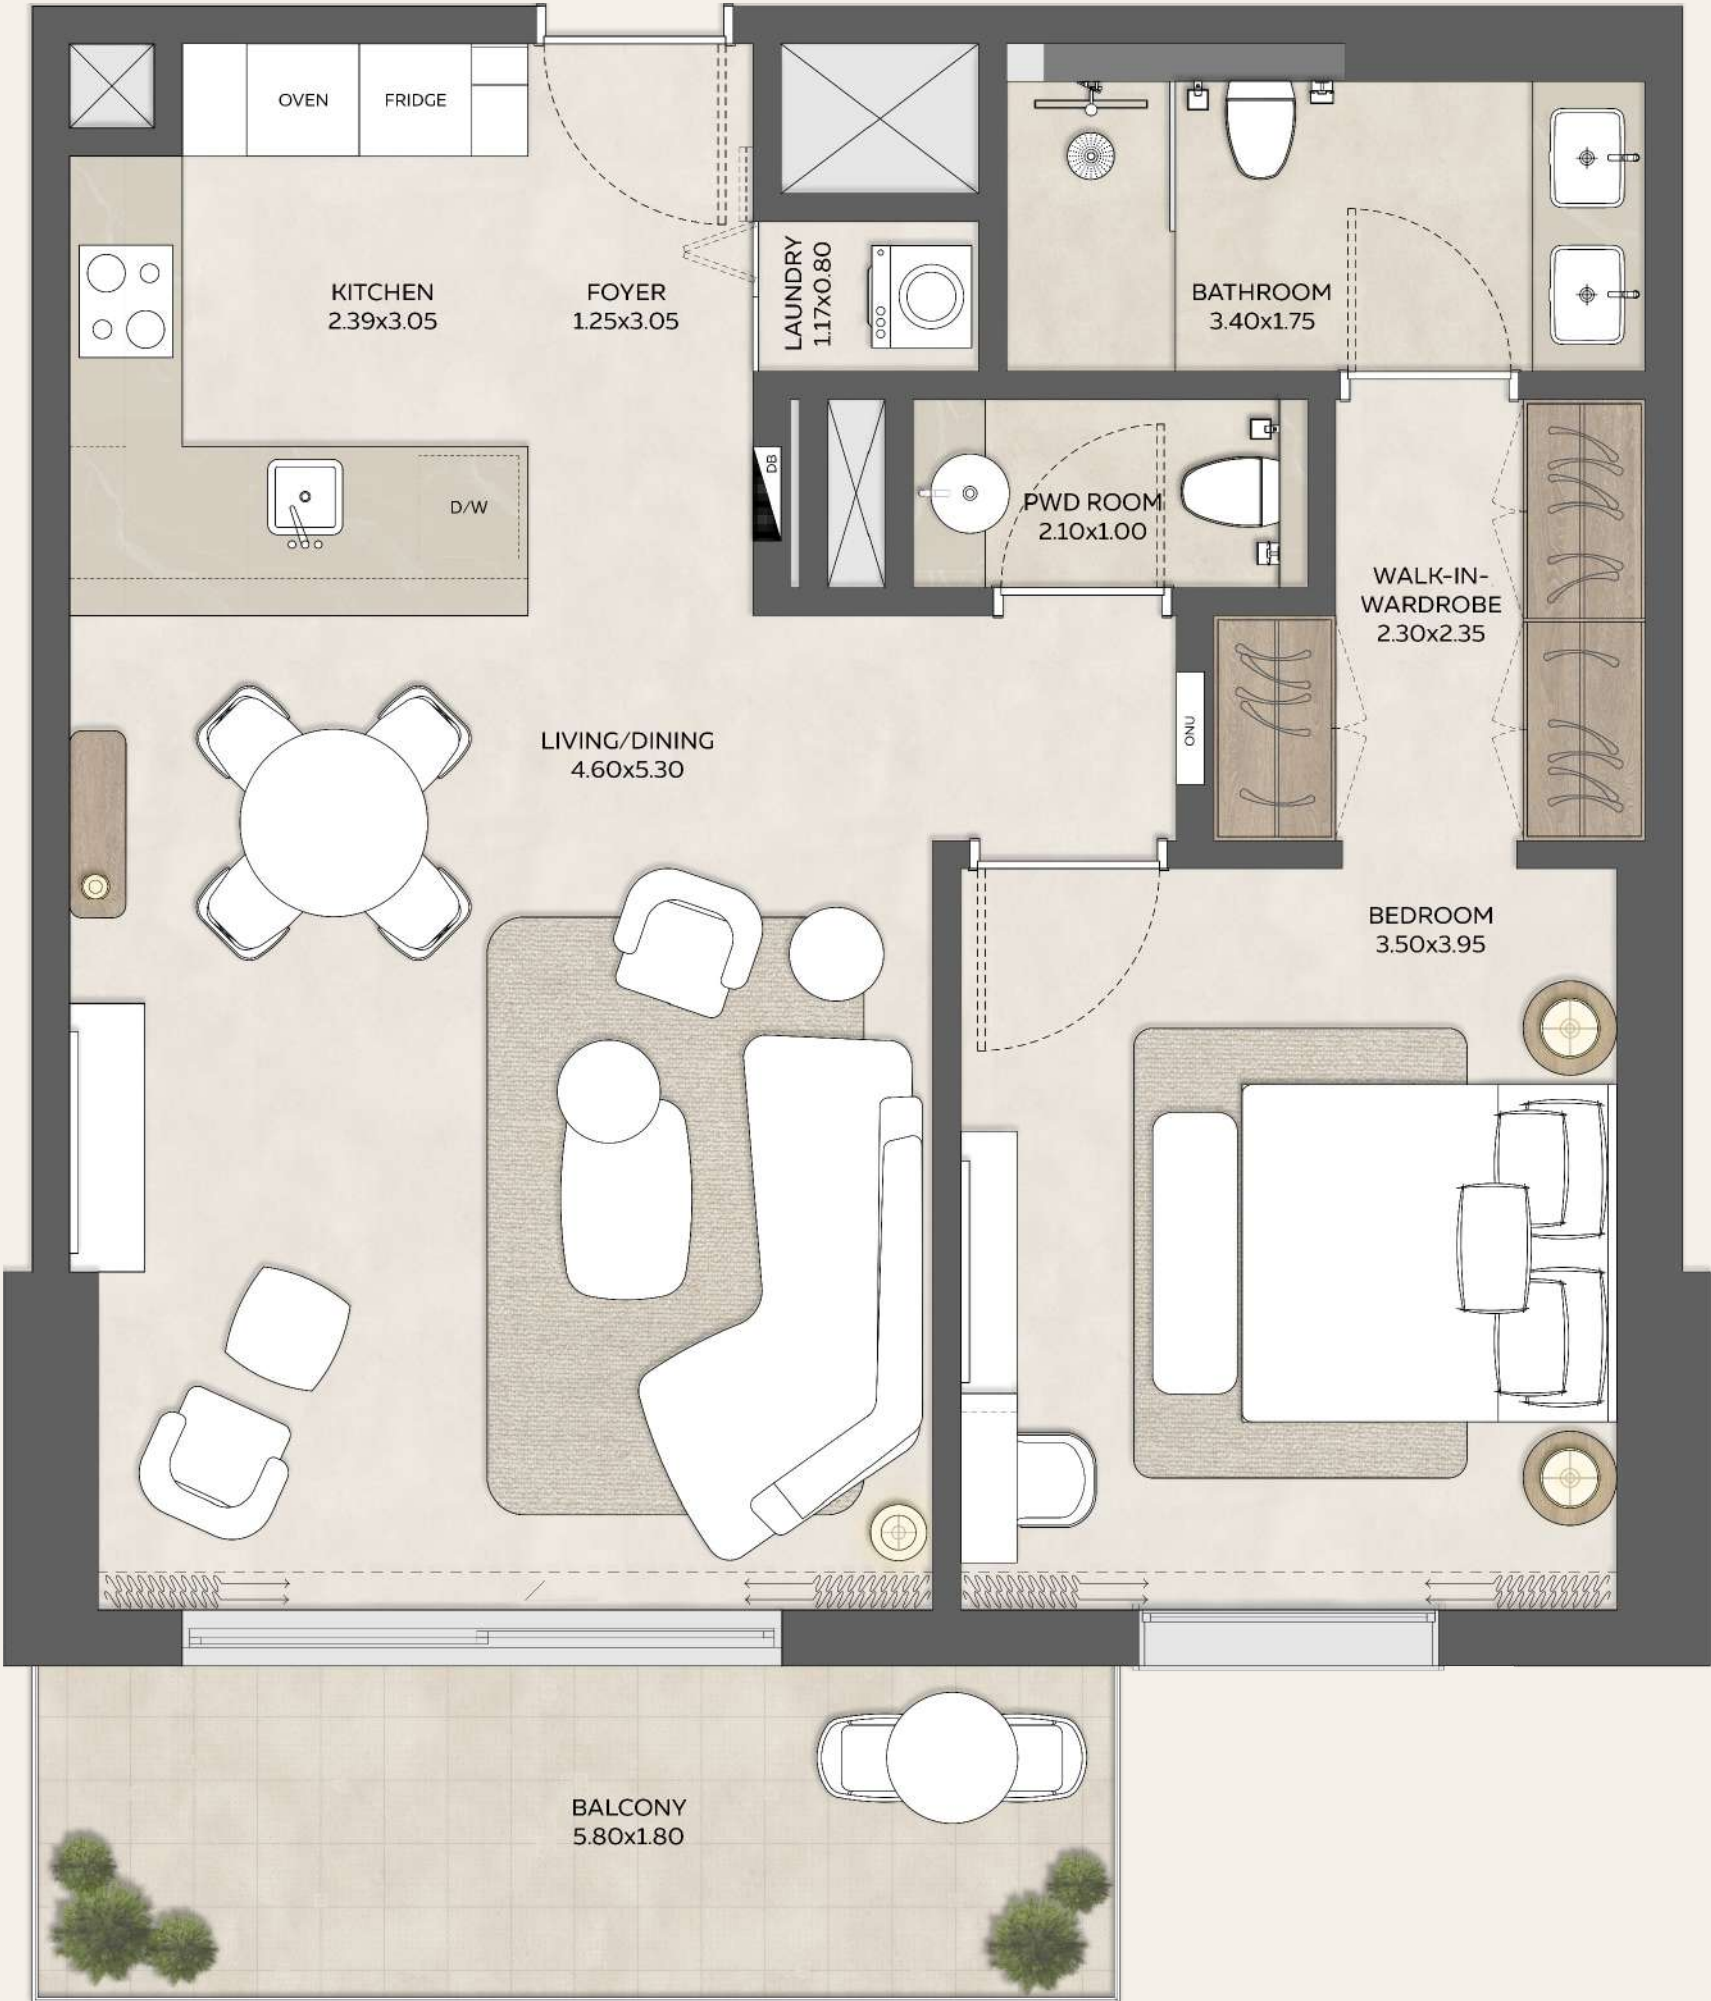 OVEN
FRIDGE
KITCHEN
2.39x3.05
FOYER
1.25x3.05
LAUNDRY
1.17x0.80
BATHROOM
3.40x1.75
D/W
DB
PWD ROOM
2.10x1.00
WALK-IN-
WARDROBE
2.30x2.35
LIVING/DINING
4.60x5.30
ONU
BEDROOM
3.50x3.95
BALCONY
5.80x1.80